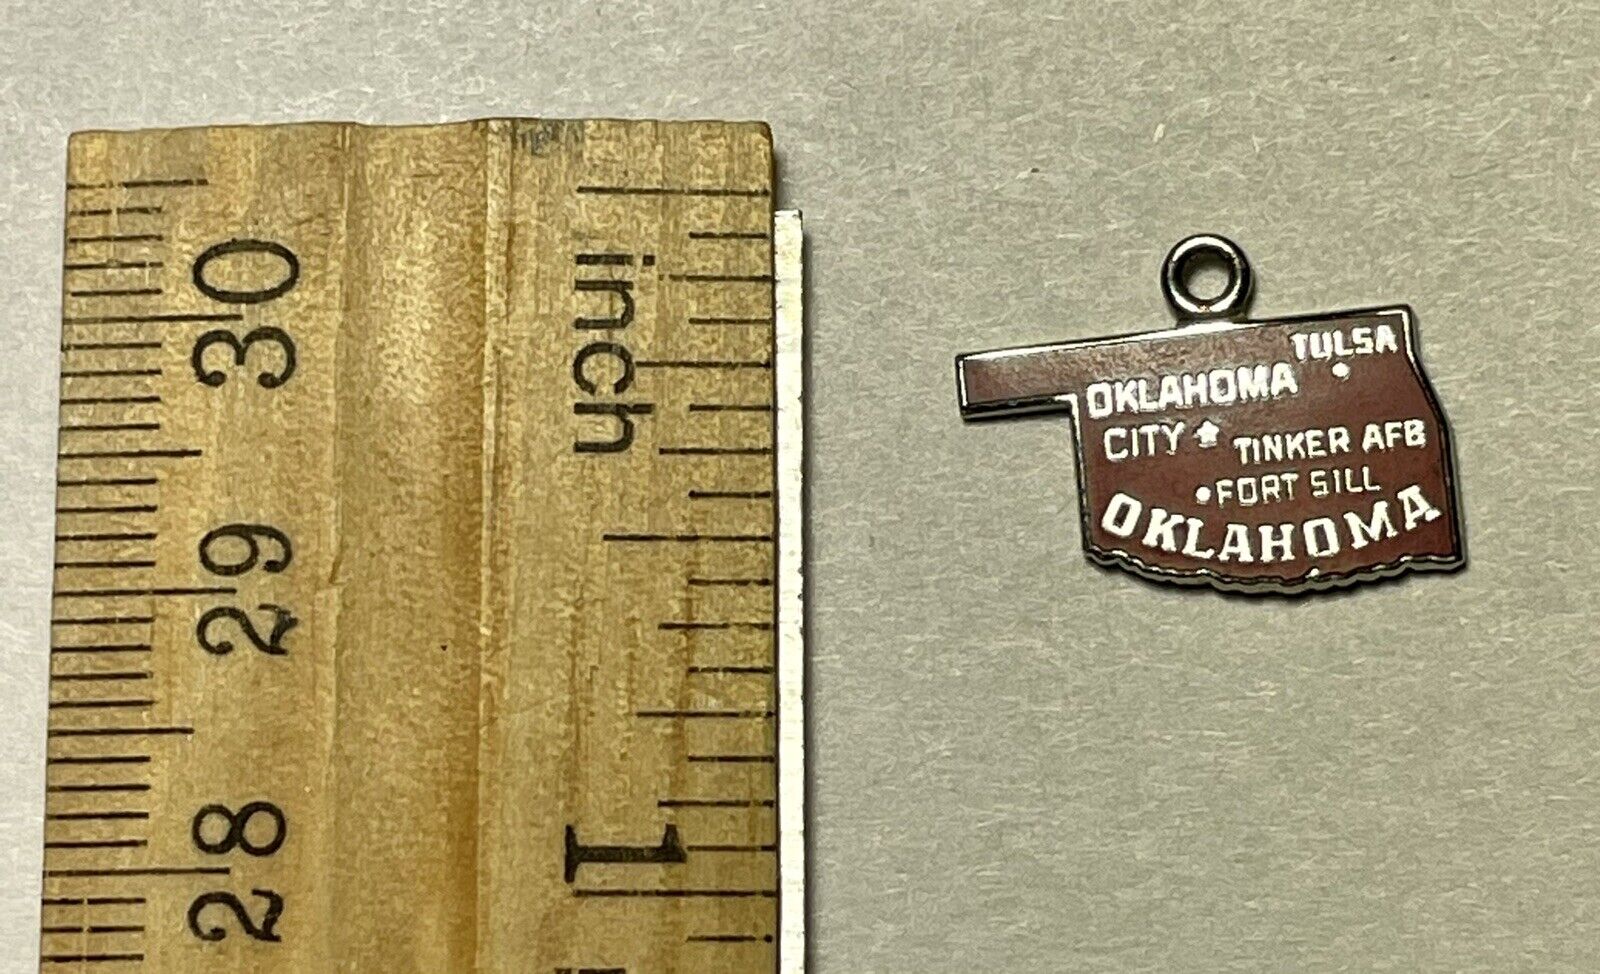 30
29
28
inch
1
TULSA
OKLAHOMA
CITY
TINKER AFB
FORT SILL
OKLAHOMA